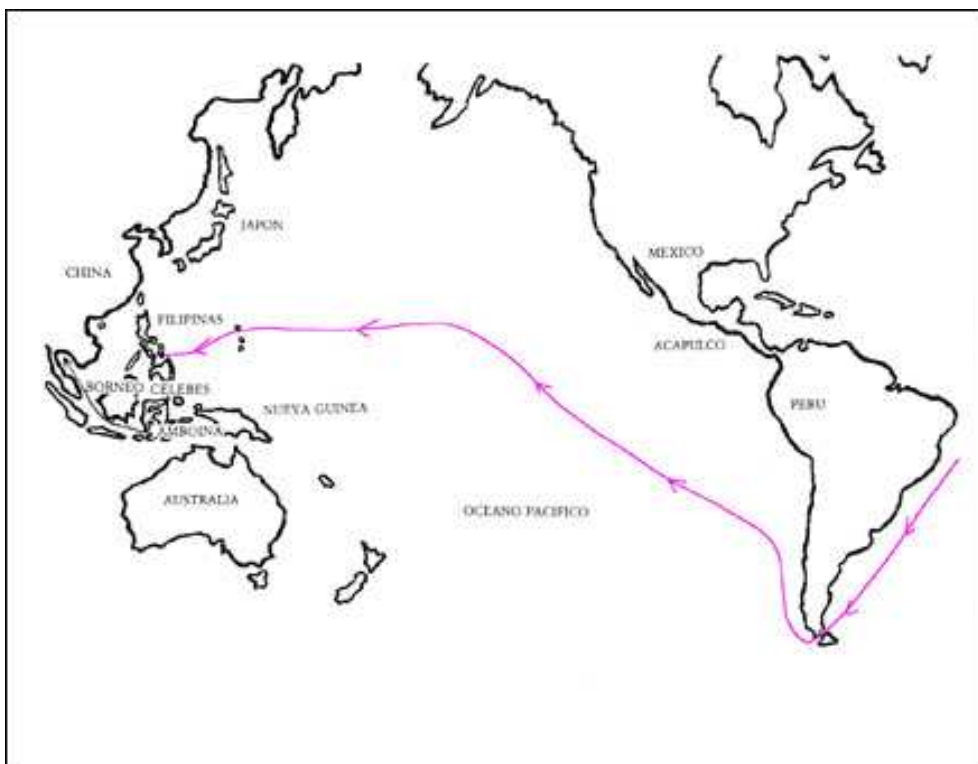 JAPON
MEXICO
CHINA
FILIPINAS
ACAPULCO
BORNEO CELEBES
NUEVA GUINEA
PERU
AMBOINA
AUSTRALIA
OCEANO PACIFICO